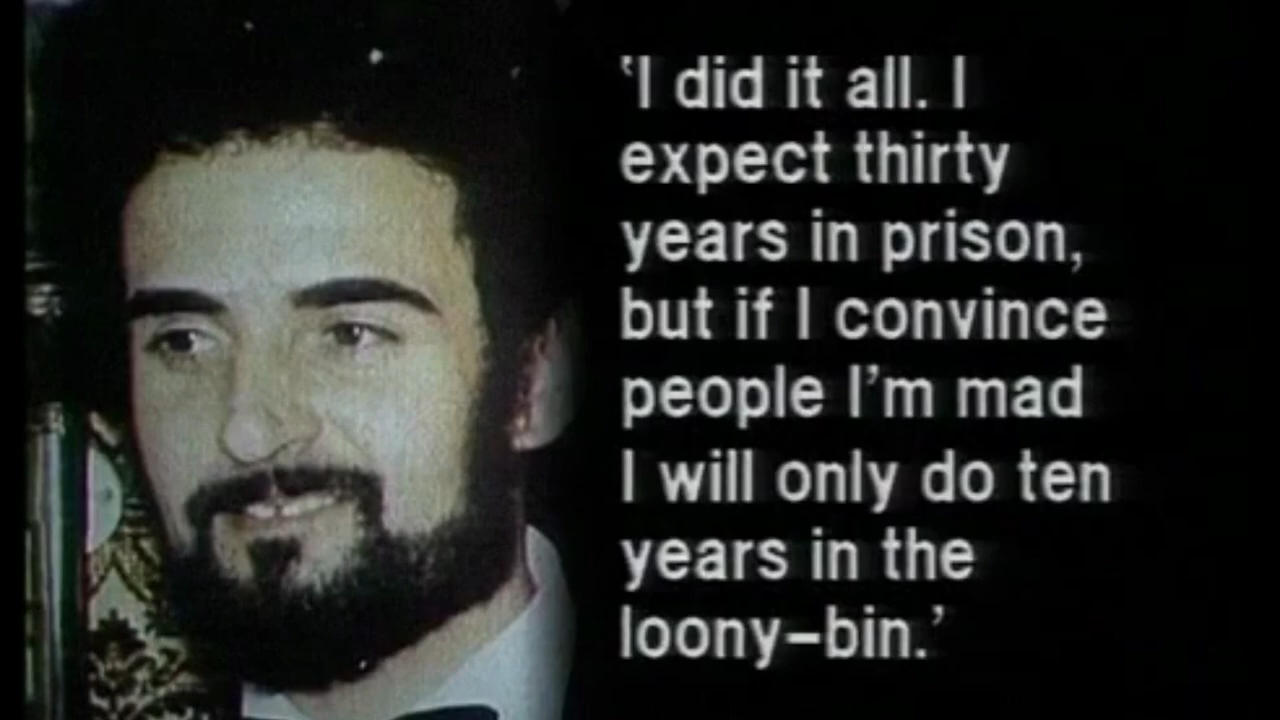 ‘I did it all. I
expect thirty
years in prison,
but if I convince
people I’m mad
I will only do ten
years in the
loony–bin.’